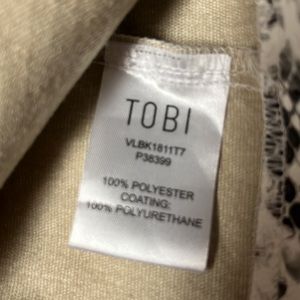 TOBI
VLBK1811T7
P38399
100% POLYESTER
COATING:
100% POLYURETHANE